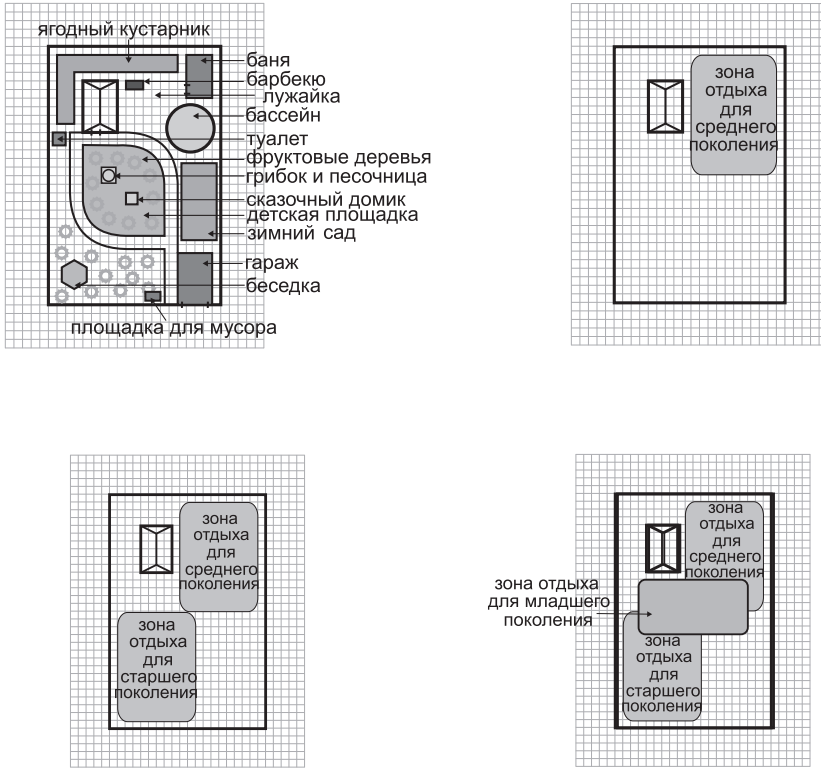 ягодный кустарник
баня
барбекю
лужайка
бассейн
туалет
фруктовые деревья
грибок и песочница
сказочный домик
детская площадка
зимний сад
гараж
беседка
площадка для мусора
зона
отдыха
для
среднего
поколения
зона
отдыха
для
среднего
поколения
зона
отдыха
для
старшего
поколения
зона
отдыха
для
среднего
поколения
зона отдыха
для младшего
поколения
зона
отдыха
для
старшего
поколения